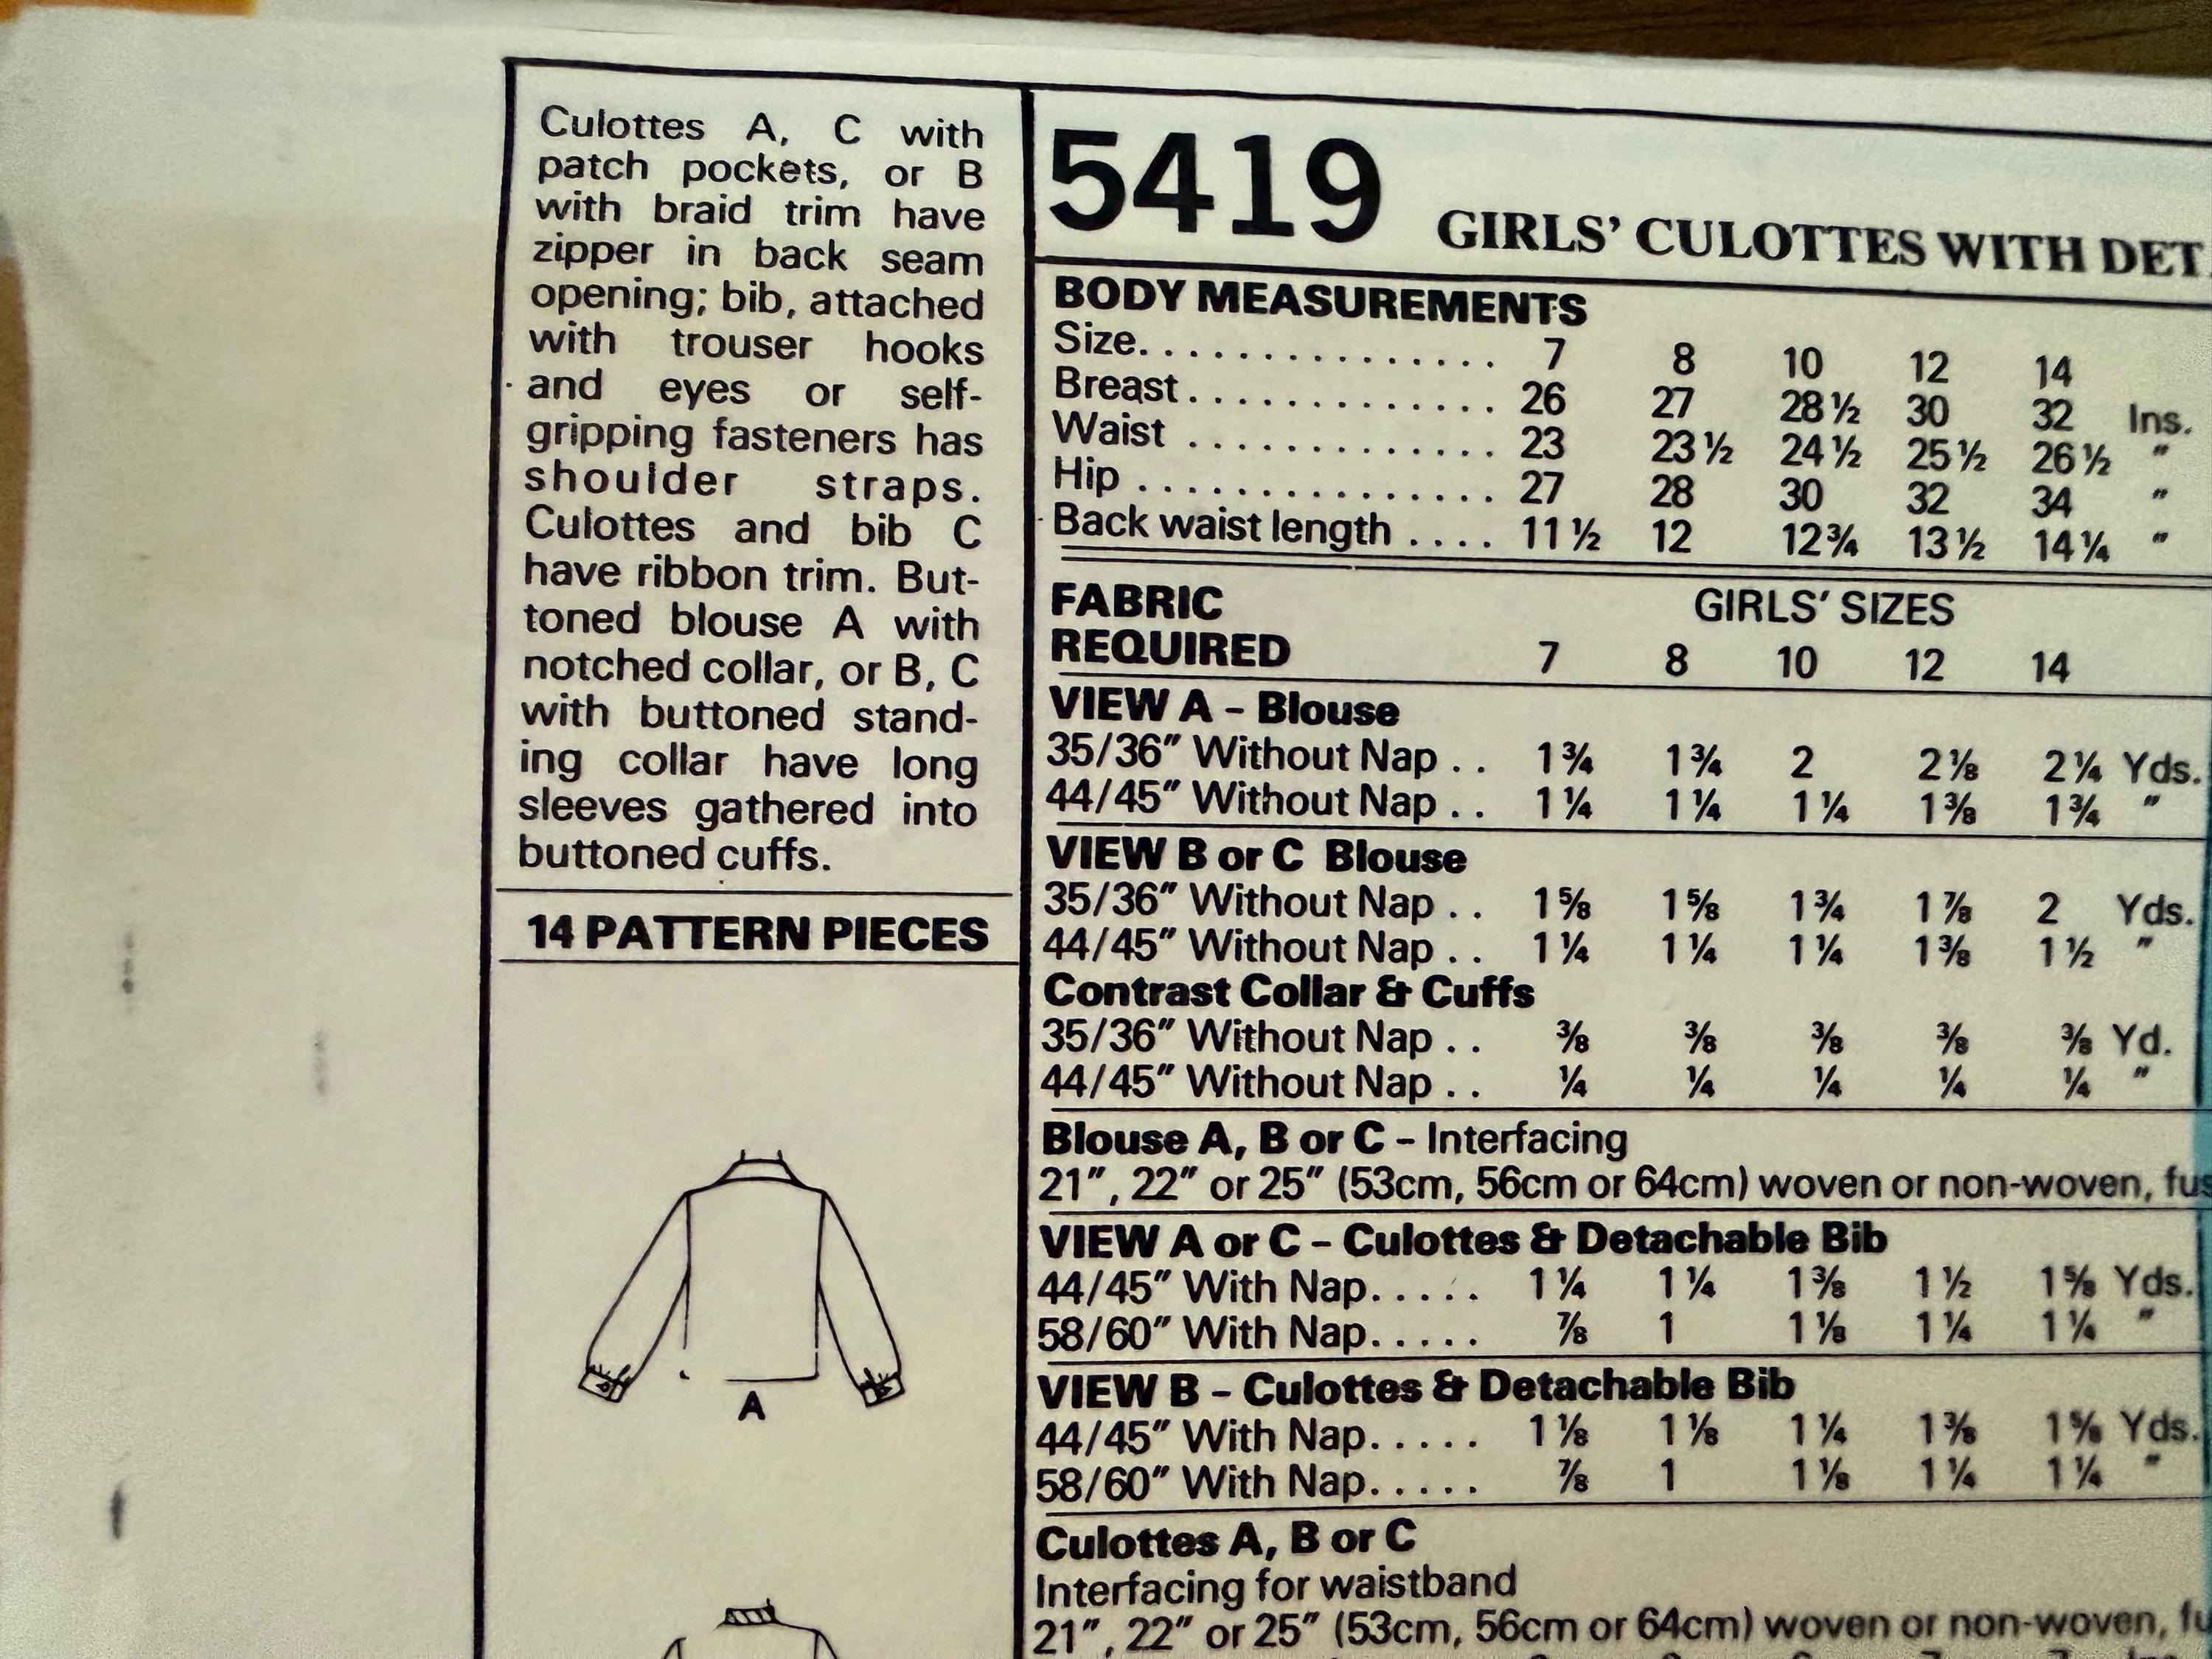 Culottes A, C with
patch pockets, or B
with braid trim have
zipper in back seam
opening; bib, attached
with trouser hooks
and eyes or self-
gripping fasteners has
shoulder straps.
Culottes and bib C
have ribbon trim. But-
toned blouse A with
notched collar, or B, C
with buttoned stand-
ing collar have long
sleeves gathered into
buttoned cuffs.
14 PATTERN PIECES
A
5419 GIRLS' CULOTTES WITH DET
BODY MEASUREMENTS
Size. . . . . . . . . . . . . . . . 7 8 10 12 14
Breast . . . . . . . . . . . . . . 26 27 28½ 30 32 Ins.
Waist . . . . . . . . . . . . . . 23 23½ 24½ 25½ 26½ "
Hip . . . . . . . . . . . . . . . . 27 28 30 32 34 "
Back waist length . . . . 11½ 12 12¾ 13½ 14¼ "
FABRIC GIRLS' SIZES
REQUIRED 7 8 10 12 14
VIEW A – Blouse
35/36" Without Nap . . 1¾ 1¾ 2 2⅛ 2¼ Yds.
44/45" Without Nap . . 1¼ 1¼ 1¼ 1⅜ 1¾ "
VIEW B or C Blouse
35/36" Without Nap . . 1⅝ 1⅝ 1¾ 1⅞ 2 Yds.
44/45" Without Nap . . 1¼ 1¼ 1¼ 1⅜ 1½ "
Contrast Collar & Cuffs
35/36" Without Nap . . ⅜ ⅜ ⅜ ⅜ ⅜ Yd.
44/45" Without Nap . . ¼ ¼ ¼ ¼ ¼ "
Blouse A, B or C – Interfacing
21", 22" or 25" (53cm, 56cm or 64cm) woven or non-woven, fus
VIEW A or C – Culottes & Detachable Bib
44/45" With Nap. . . . . 1¼ 1¼ 1⅜ 1½ 1⅝ Yds.
58/60" With Nap. . . . . ⅞ 1 1⅛ 1¼ 1¼ "
VIEW B – Culottes & Detachable Bib
44/45" With Nap. . . . . 1⅛ 1⅛ 1¼ 1⅜ 1⅝ Yds.
58/60" With Nap. . . . . ⅞ 1 1⅛ 1¼ 1¼ "
Culottes A, B or C
Interfacing for waistband
21", 22" or 25" (53cm, 56cm or 64cm) woven or non-woven, fu